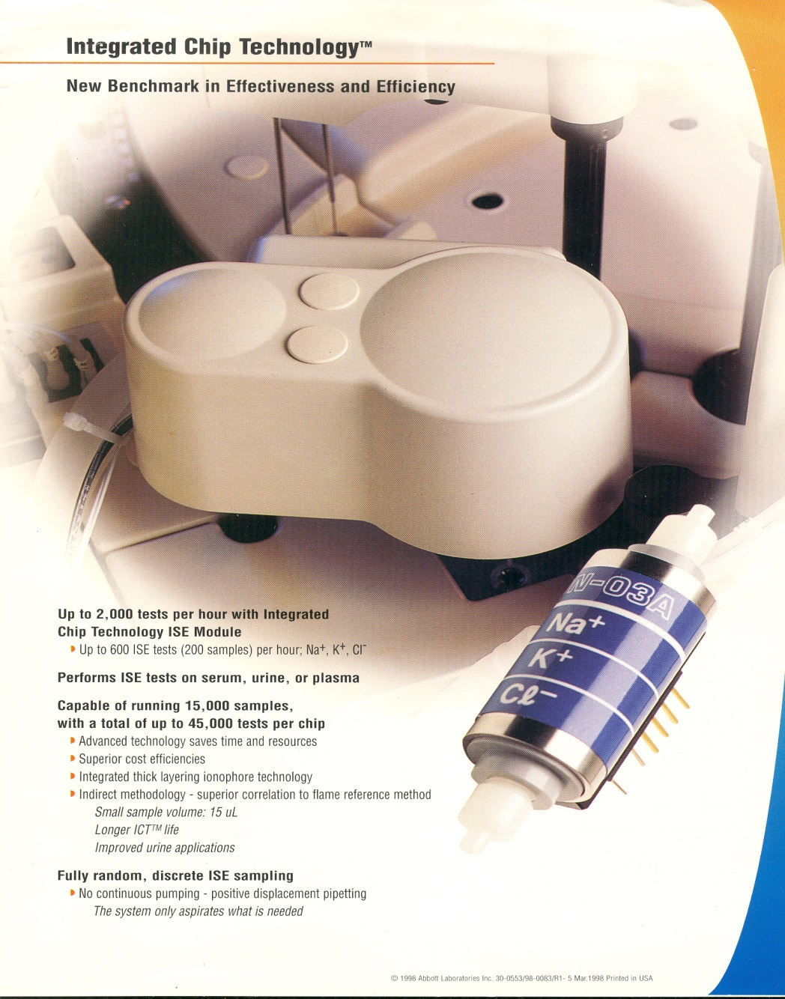 Integrated Chip Technology™
New Benchmark in Effectiveness and Efficiency
Up to 2,000 tests per hour with Integrated
Chip Technology ISE Module
Up to 600 ISE tests (200 samples) per hour; Na+, K+, Cl-
Performs ISE tests on serum, urine, or plasma
Capable of running 15,000 samples,
with a total of up to 45,000 tests per chip
Advanced technology saves time and resources
Superior cost efficiencies
Integrated thick layering ionophore technology
Indirect methodology - superior correlation to flame reference method
Small sample volume: 15 uL
Longer ICT™ life
Improved urine applications
Fully random, discrete ISE sampling
No continuous pumping - positive displacement pipetting
The system only aspirates what is needed
N-03A
Na+
K+
Cℓ-
© 1998 Abbott Laboratories Inc. 30-0553/98-0083/R1- 5 Mar.1998 Printed in USA